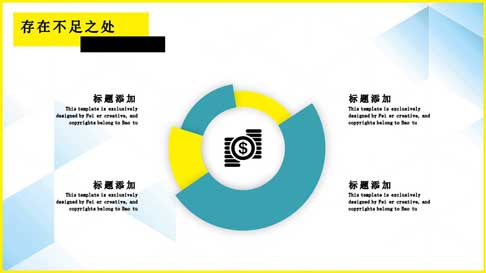 存在不足之处
标题添加
This template is exclusively
designed by Fei er creative, and
copyrights belong to Bao tu
标题添加
This template is exclusively
designed by Fei er creative, and
copyrights belong to Bao tu
标题添加
This template is exclusively
designed by Fei er creative, and
copyrights belong to Bao tu
标题添加
This template is exclusively
designed by Fei er creative, and
copyrights belong to Bao tu
$